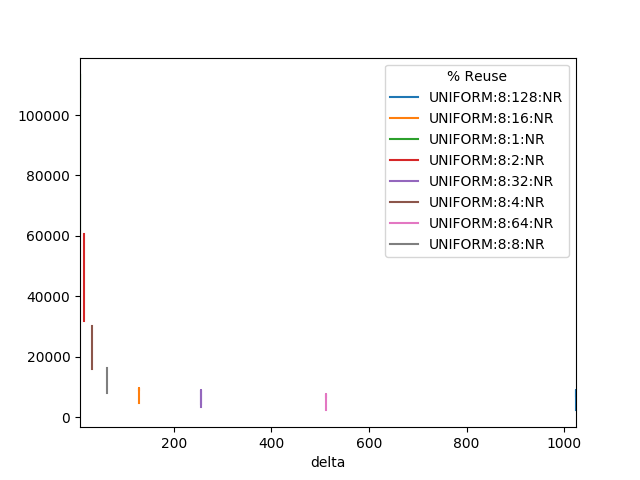 % Reuse
UNIFORM:8:128:NR
UNIFORM:8:16:NR
UNIFORM:8:1:NR
UNIFORM:8:2:NR
UNIFORM:8:32:NR
UNIFORM:8:4:NR
UNIFORM:8:64:NR
UNIFORM:8:8:NR
100000
80000
60000
40000
20000
0
200 400 600 800 1000
delta